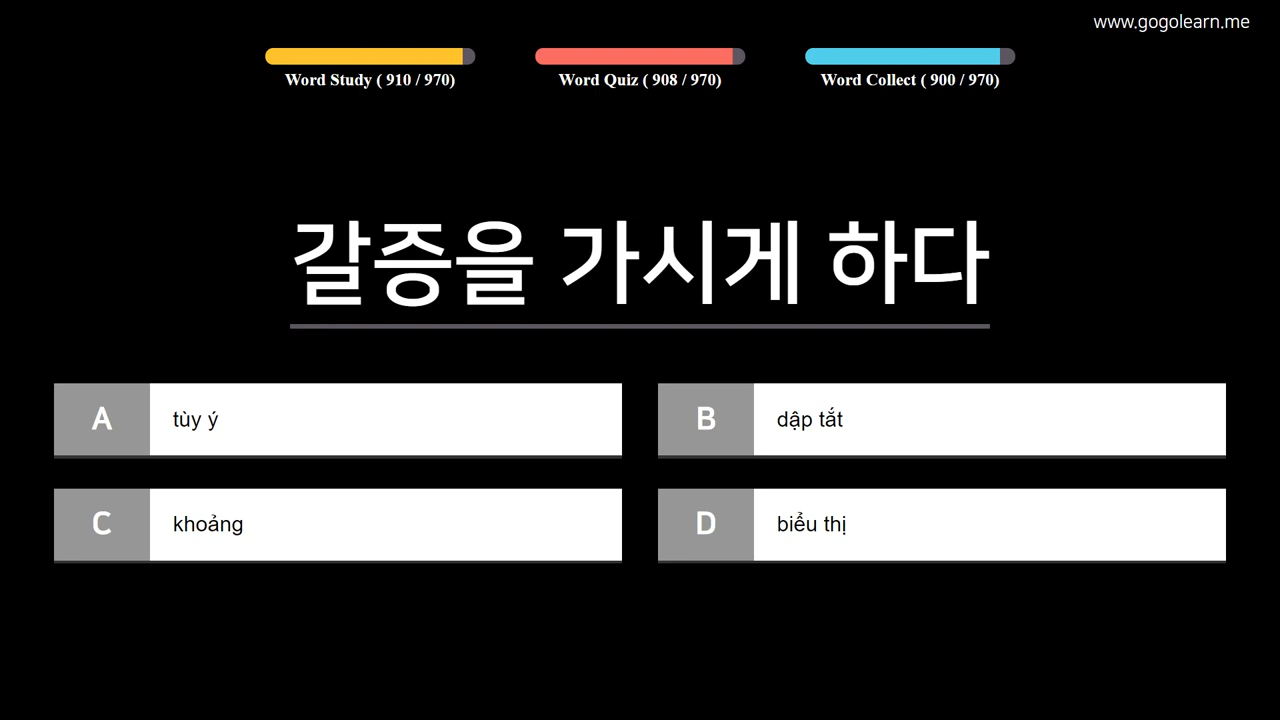 www.gogolearn.me
Word Study ( 910 / 970)
Word Quiz ( 908 / 970)
Word Collect ( 900 / 970)
갈증을 가시게 하다
A tùy ý
B dập tắt
C khoảng
D biểu thị